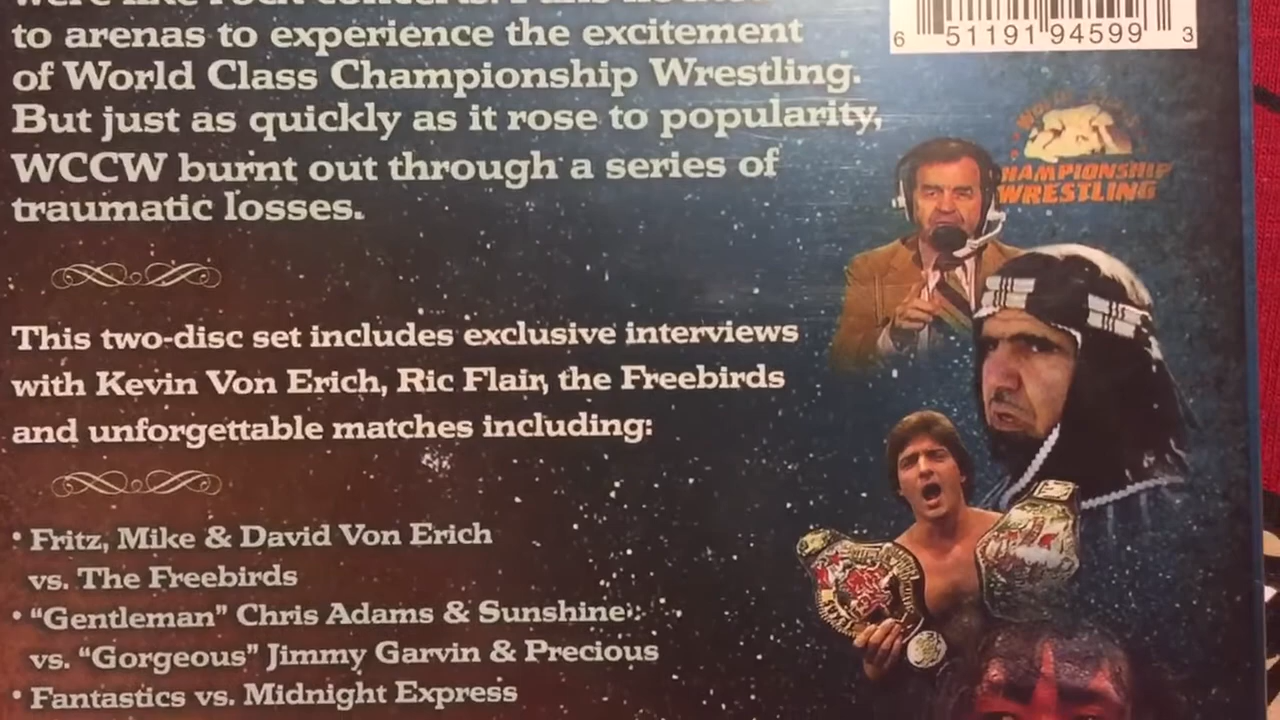 to arenas to experience the excitement
of World Class Championship Wrestling.
But just as quickly as it rose to popularity,
WCCW burnt out through a series of
traumatic losses.
This two-disc set includes exclusive interviews
with Kevin Von Erich, Ric Flair, the Freebirds
and unforgettable matches including:
• Fritz, Mike & David Von Erich
vs. The Freebirds
• “Gentleman” Chris Adams & Sunshine
vs. “Gorgeous” Jimmy Garvin & Precious
• Fantastics vs. Midnight Express
6 51191 94599 3
CHAMPIONSHIP
WRESTLING